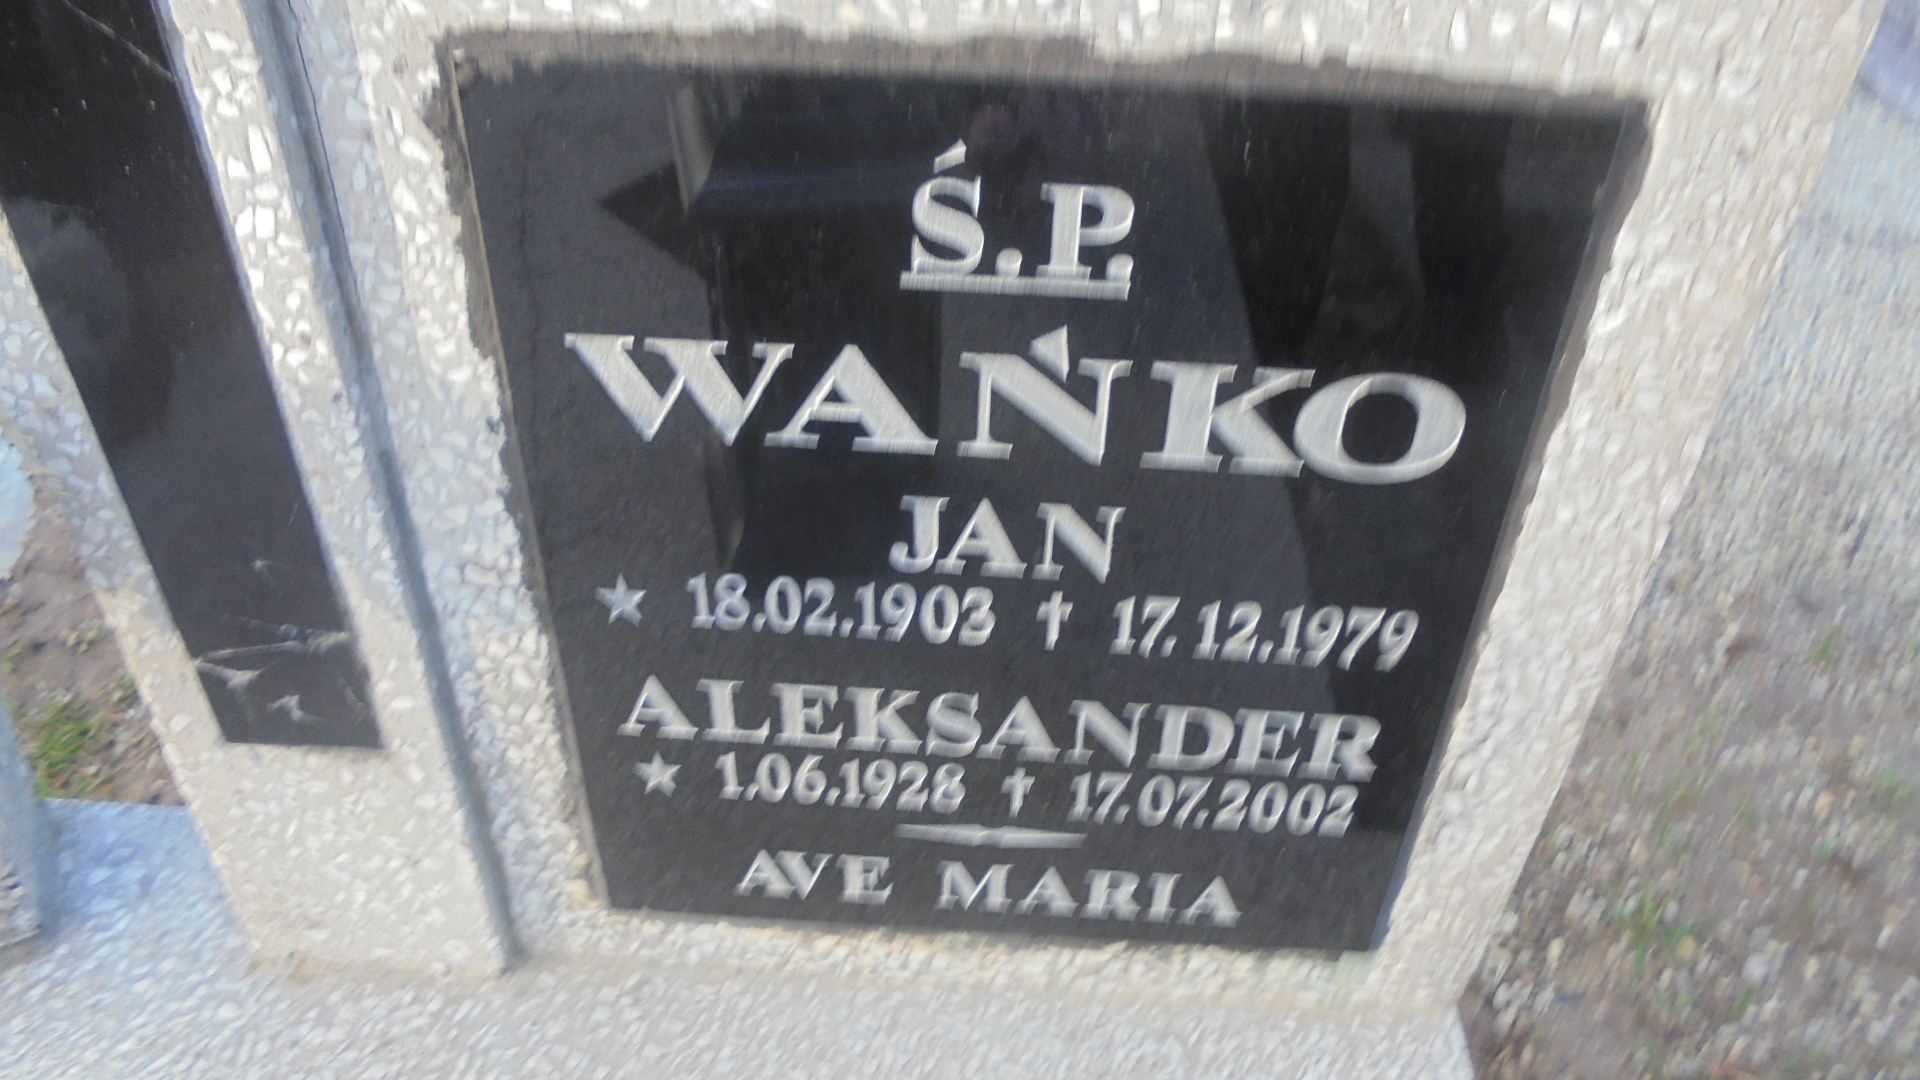 Ś.P.
WAŃKO
JAN
★ 18.02.1903 ✝ 17.12.1979
ALEKSANDER
★ 1.06.1928 ✝ 17.07.2002
AVE MARIA